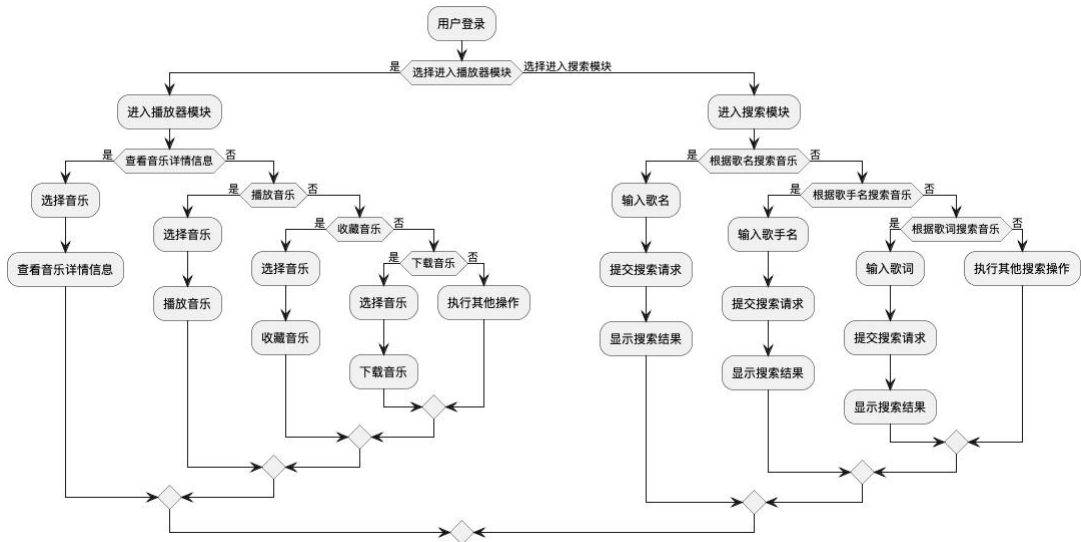 用户登录
是
选择进入播放器模块
选择进入搜索模块
进入播放器模块
进入搜索模块
是
查看音乐详情信息
否
是
根据歌名搜索音乐
否
选择音乐
是
播放音乐
否
输入歌名
是
根据歌手名搜索音乐
否
查看音乐详情信息
选择音乐
是
收藏音乐
否
提交搜索请求
输入歌手名
是
根据歌词搜索音乐
否
播放音乐
选择音乐
是
下载音乐
否
显示搜索结果
提交搜索请求
输入歌词
执行其他搜索操作
收藏音乐
选择音乐
执行其他操作
显示搜索结果
提交搜索请求
下载音乐
显示搜索结果